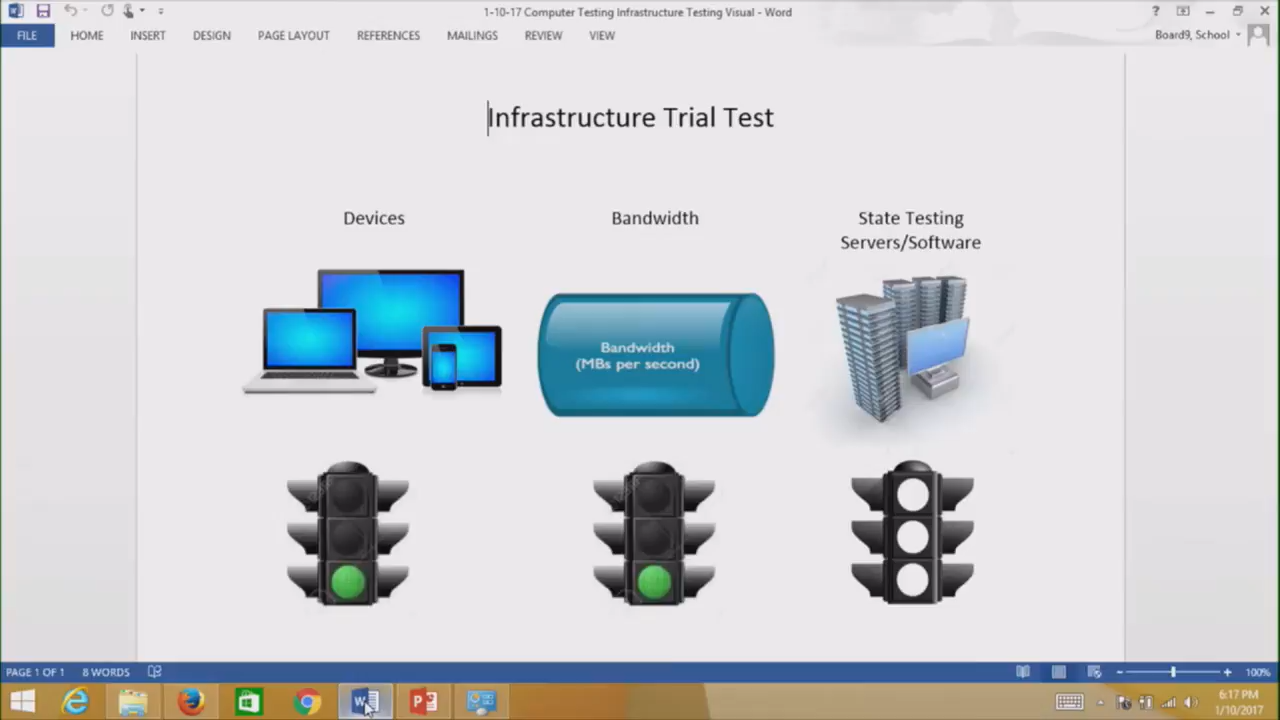 1-10-17 Computer Testing Infrastructure Testing Visual - Word
?
Board9, School
FILE HOME INSERT DESIGN PAGE LAYOUT REFERENCES MAILINGS REVIEW VIEW
Infrastructure Trial Test
Devices
Bandwidth
State Testing
Servers/Software
Bandwidth
(MBs per second)
PAGE 1 OF 1 8 WORDS
100%
6:17 PM
1/10/2017